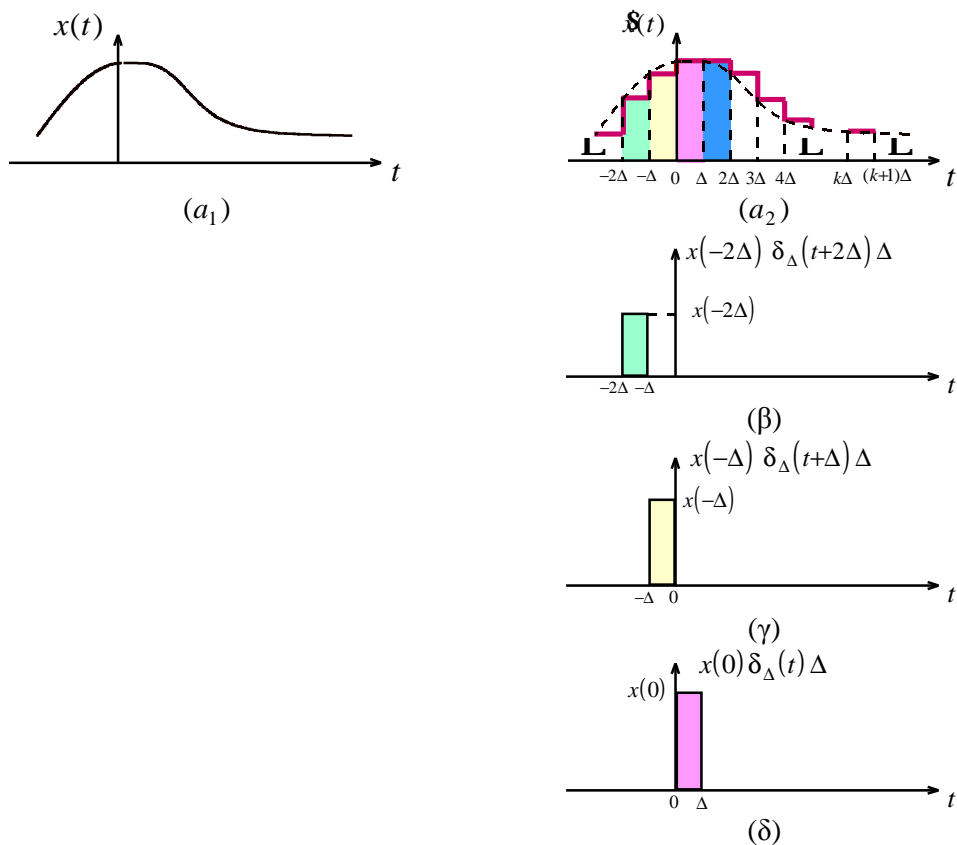 x(t)
t
(a₁)
x̂(t)
L L L
−2Δ −Δ 0 Δ 2Δ 3Δ 4Δ kΔ (k+1)Δ
t
(a₂)
x(−2Δ) δ_Δ(t+2Δ) Δ
x(−2Δ)
−2Δ −Δ
t
(β)
x(−Δ) δ_Δ(t+Δ) Δ
x(−Δ)
−Δ 0
t
(γ)
x(0) δ_Δ(t) Δ
x(0)
0 Δ
t
(δ)